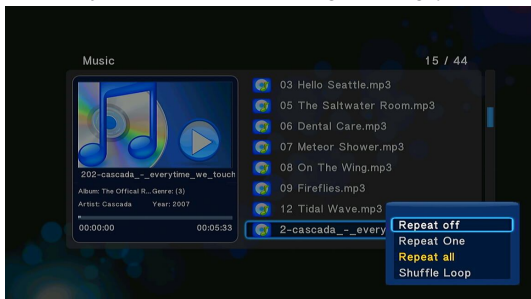 Music
15 / 44
202-cascada_-_everytime_we_touch
Album: The Offical R...Genre: (3)
Artist: Cascada Year: 2007
00:00:00 00:05:33
03 Hello Seattle.mp3
05 The Saltwater Room.mp3
06 Dental Care.mp3
07 Meteor Shower.mp3
08 On The Wing.mp3
09 Fireflies.mp3
12 Tidal Wave.mp3
2-cascada_-_every
Repeat off
Repeat One
Repeat all
Shuffle Loop